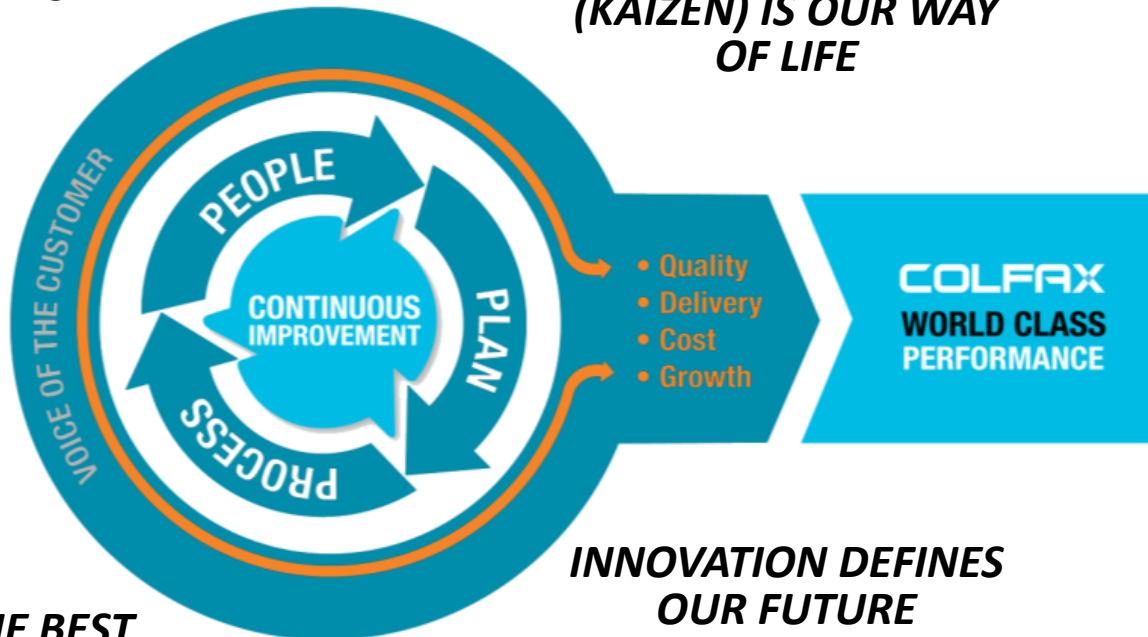 (KAIZEN) IS OUR WAY
OF LIFE
VOICE OF THE CUSTOMER
PEOPLE
PLAN
PROCESS
CONTINUOUS
IMPROVEMENT
• Quality
• Delivery
• Cost
• Growth
COLFAX
WORLD CLASS
PERFORMANCE
INNOVATION DEFINES
OUR FUTURE
BEST